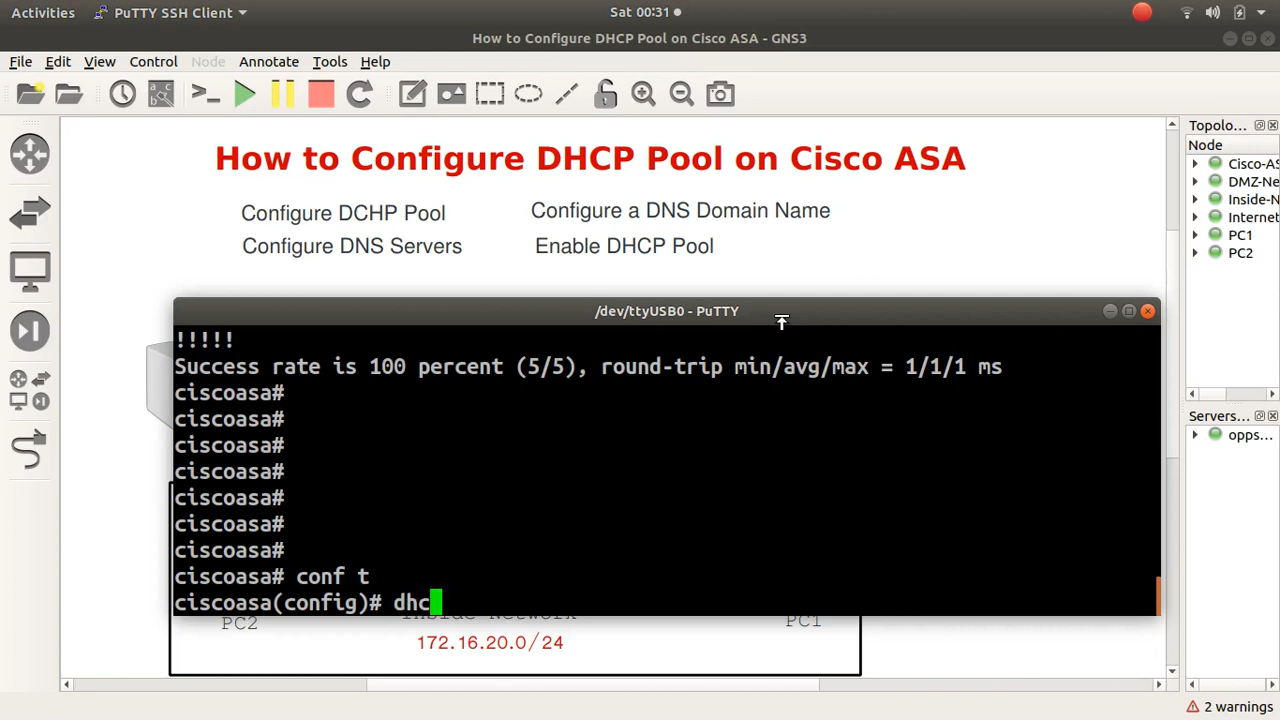 Activities PuTTY SSH Client Sat 00:31
How to Configure DHCP Pool on Cisco ASA - GNS3
File Edit View Control Node Annotate Tools Help
How to Configure DHCP Pool on Cisco ASA
Configure DCHP Pool Configure a DNS Domain Name
Configure DNS Servers Enable DHCP Pool
Topolo...
Node
Cisco-AS
DMZ-Ne
Inside-N
Internet
PC1
PC2
Servers...
opps...
/dev/ttyUSB0 - PuTTY
!!!!!
Success rate is 100 percent (5/5), round-trip min/avg/max = 1/1/1 ms
ciscoasa#
ciscoasa#
ciscoasa#
ciscoasa#
ciscoasa#
ciscoasa#
ciscoasa#
ciscoasa# conf t
ciscoasa(config)# dhc
PC2 Inside Network PC1
172.16.20.0/24
2 warnings